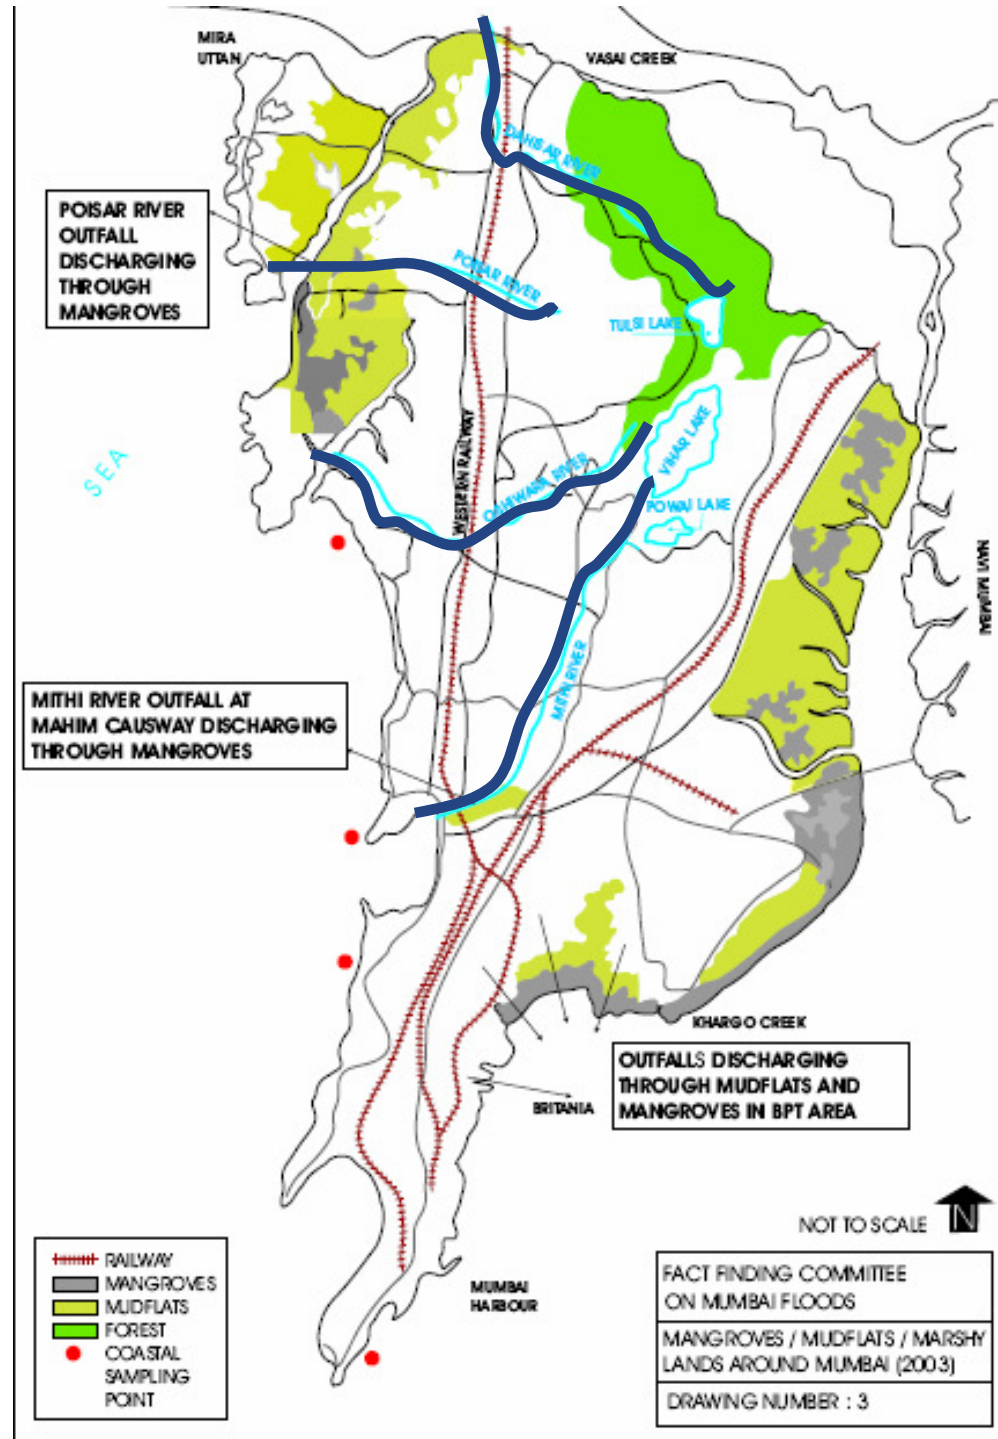 MIRA
UTTAN
VASAI CREEK
DAHISAR RIVER
POISAR RIVER
OUTFALL
DISCHARGING
THROUGH
MANGROVES
POISAR RIVER
TULSI LAKE
WESTERN RAILWAY
VIHAR LAKE
SEA
OSHIWARA RIVER
POWAI LAKE
NAVI MUMBAI
MITHI RIVER
MITHI RIVER OUTFALL AT
MAHIM CAUSWAY DISCHARGING
THROUGH MANGROVES
KHARGO CREEK
OUTFALLS DISCHARGING
THROUGH MUDFLATS AND
MANGROVES IN BPT AREA
BRITANIA
NOT TO SCALE
N
RAILWAY
MANGROVES
MUDFLATS
FOREST
COASTAL
SAMPLING
POINT
MUMBAI
HARBOUR
FACT FINDING COMMITTEE
ON MUMBAI FLOODS
MANGROVES / MUDFLATS / MARSHY
LANDS AROUND MUMBAI (2003)
DRAWING NUMBER : 3